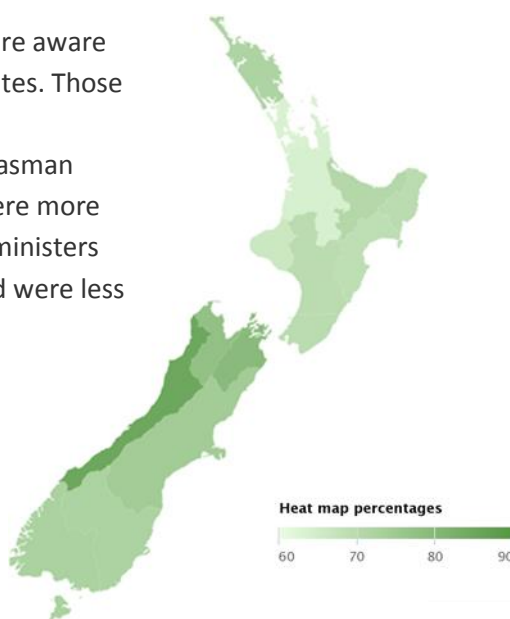 re aware
tes. Those
asman
ere more
ministers
d were less
Heat map percentages
60 70 80 90